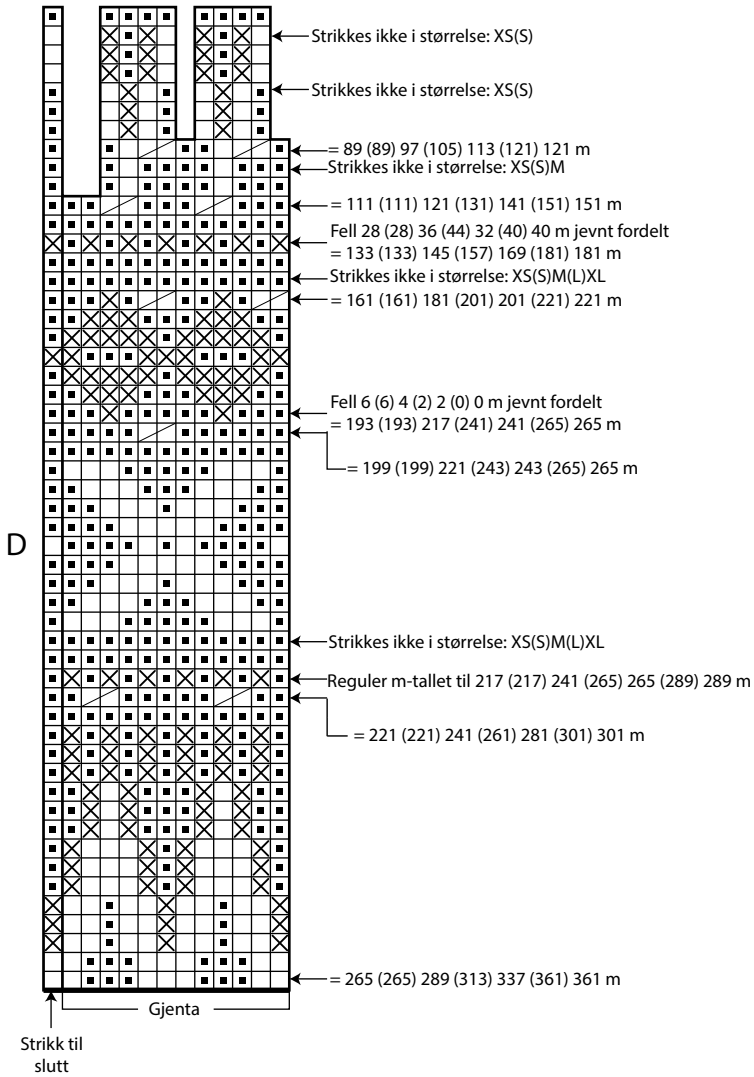 Strikkes ikke i størrelse: XS(S)
Strikkes ikke i størrelse: XS(S)
= 89 (89) 97 (105) 113 (121) 121 m
Strikkes ikke i størrelse: XS(S)M
= 111 (111) 121 (131) 141 (151) 151 m
Fell 28 (28) 36 (44) 32 (40) 40 m jevnt fordelt
= 133 (133) 145 (157) 169 (181) 181 m
Strikkes ikke i størrelse: XS(S)M(L)XL
= 161 (161) 181 (201) 201 (221) 221 m
Fell 6 (6) 4 (2) 2 (0) 0 m jevnt fordelt
= 193 (193) 217 (241) 241 (265) 265 m
= 199 (199) 221 (243) 243 (265) 265 m
D
Strikkes ikke i størrelse: XS(S)M(L)XL
Reguler m-tallet til 217 (217) 241 (265) 265 (289) 289 m
= 221 (221) 241 (261) 281 (301) 301 m
= 265 (265) 289 (313) 337 (361) 361 m
Gjenta
Strikk til
slutt